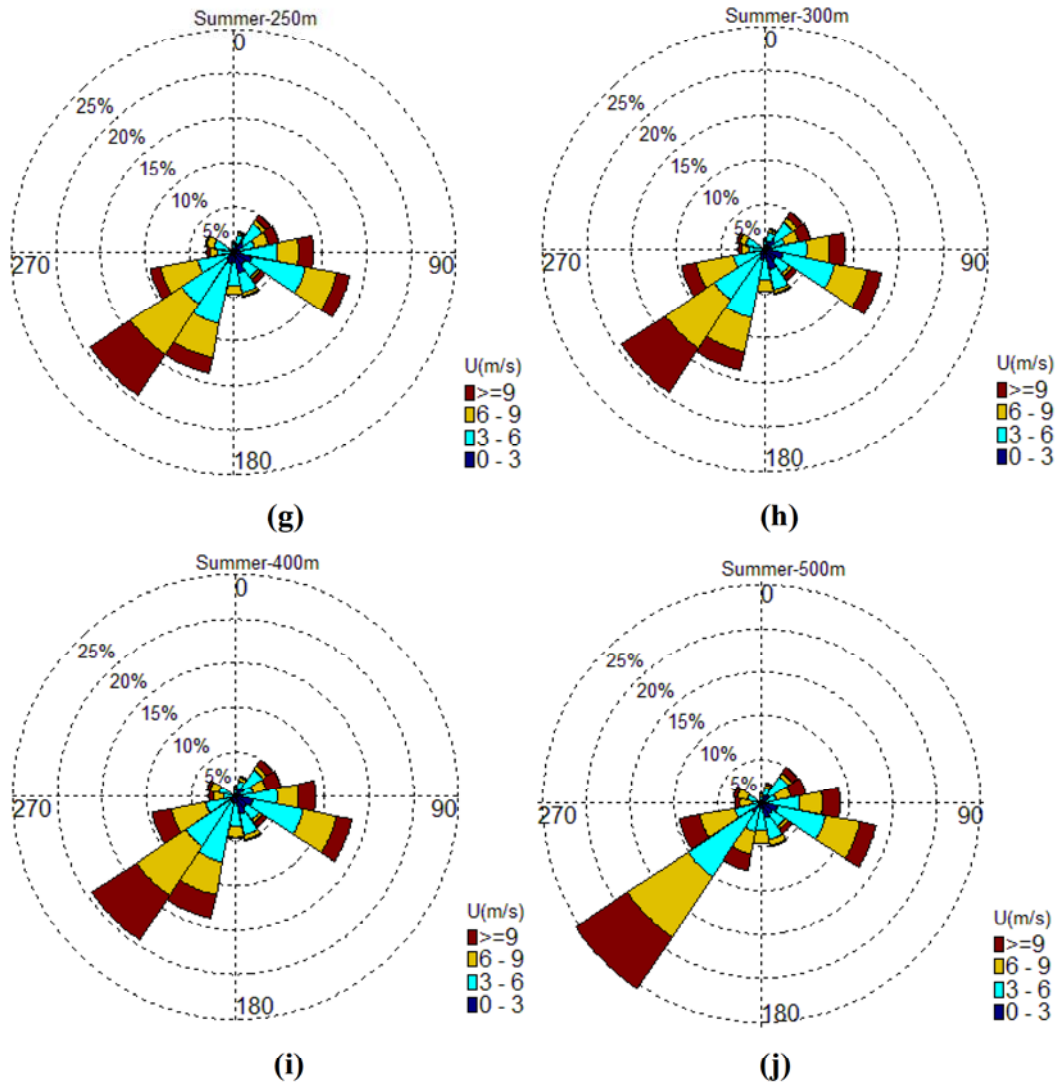 Summer-250m
0
25%
20%
15%
10%
5%
270
90
180
U(m/s)
>=9
6 - 9
3 - 6
0 - 3
(g)
Summer-300m
0
25%
20%
15%
10%
5%
270
90
180
U(m/s)
>=9
6 - 9
3 - 6
0 - 3
(h)
Summer-400m
0
25%
20%
15%
10%
5%
270
90
180
U(m/s)
>=9
6 - 9
3 - 6
0 - 3
(i)
Summer-500m
0
25%
20%
15%
10%
5%
270
90
180
U(m/s)
>=9
6 - 9
3 - 6
0 - 3
(j)